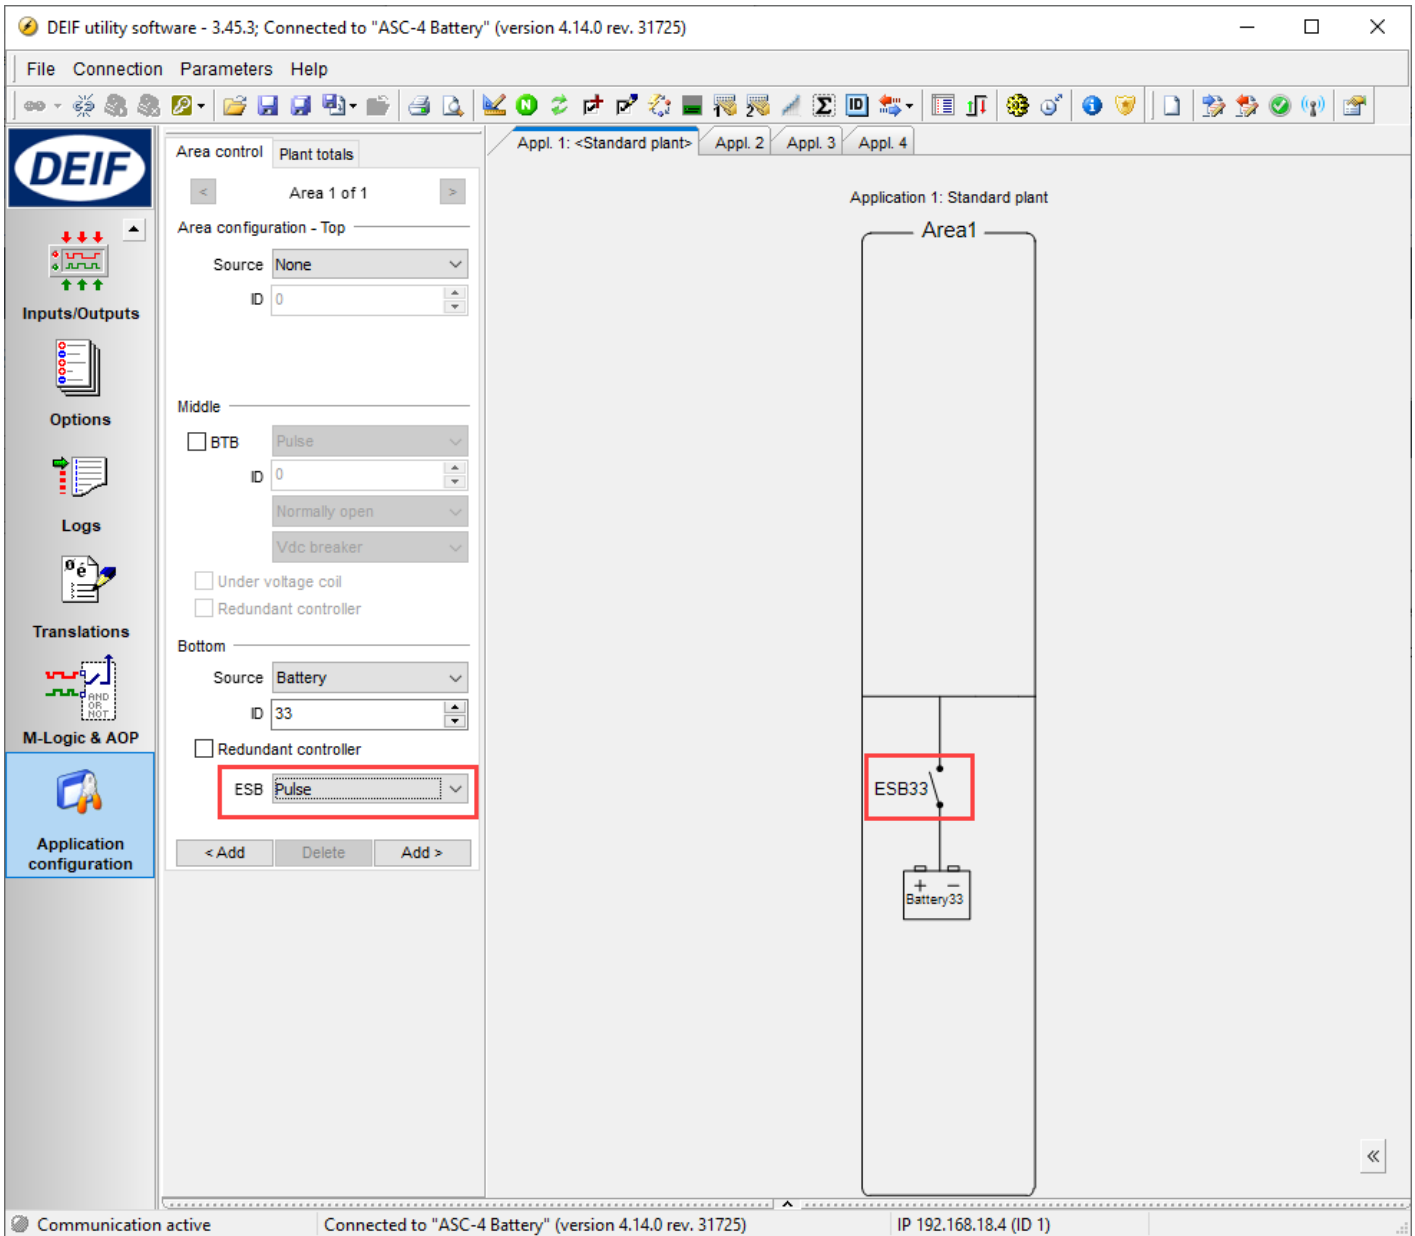 DEIF utility software - 3.45.3; Connected to "ASC-4 Battery" (version 4.14.0 rev. 31725)
File Connection Parameters Help
DEIF
Inputs/Outputs
Options
Logs
Translations
AND
OR
NOT
M-Logic & AOP
Application
configuration
Area control Plant totals
< Area 1 of 1 >
Area configuration - Top
Source None
ID 0
Middle
BTB Pulse
ID 0
Normally open
Vdc breaker
Under voltage coil
Redundant controller
Bottom
Source Battery
ID 33
Redundant controller
ESB Pulse
< Add Delete Add >
Appl. 1: <Standard plant> Appl. 2 Appl. 3 Appl. 4
Application 1: Standard plant
Area1
ESB33
+ −
Battery33
Communication active Connected to "ASC-4 Battery" (version 4.14.0 rev. 31725) IP 192.168.18.4 (ID 1)